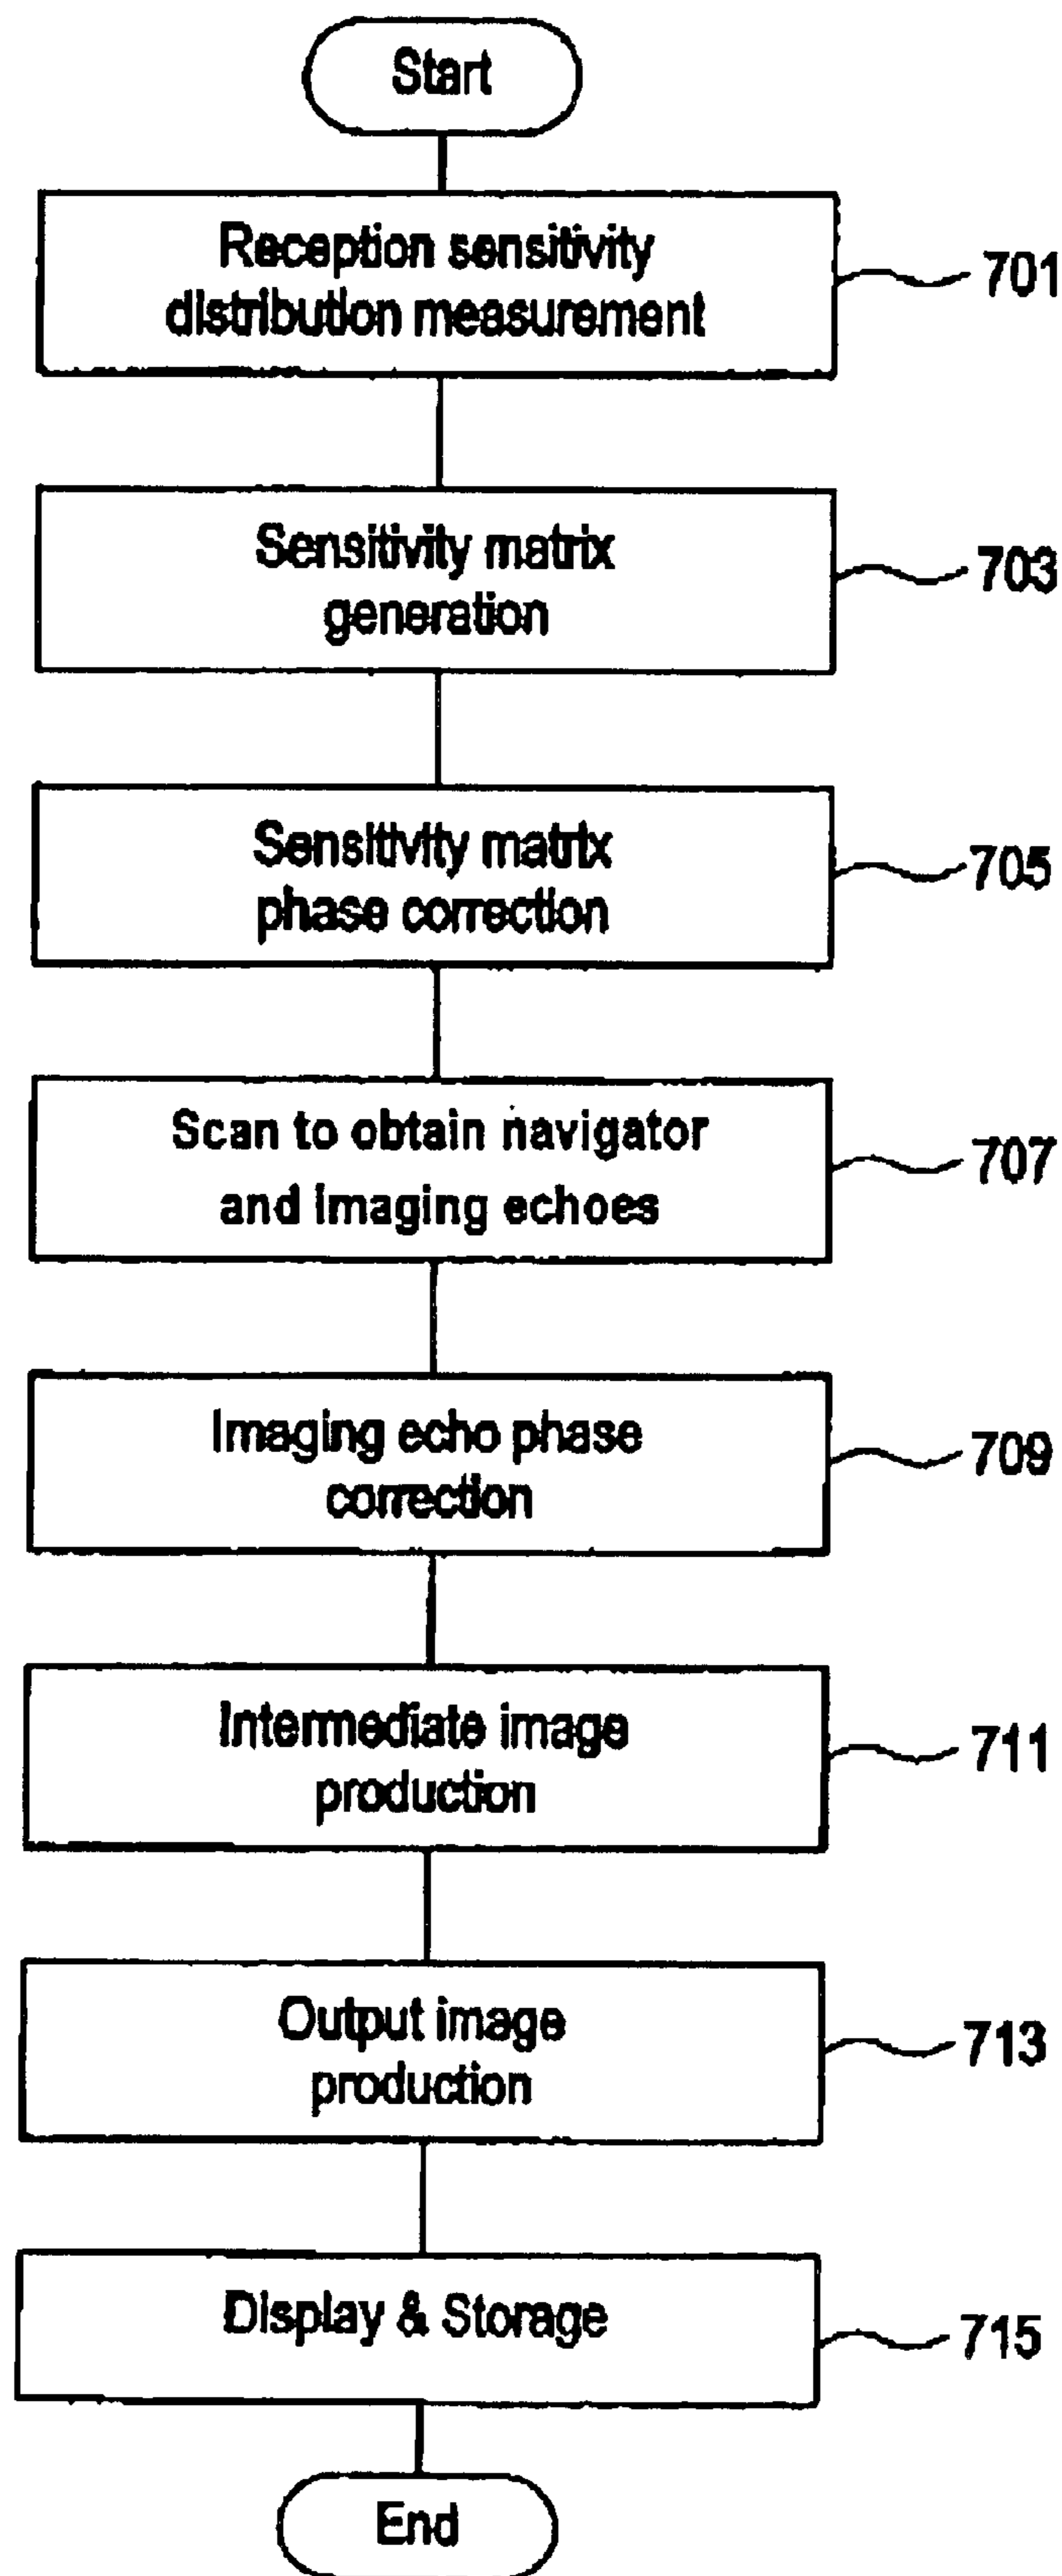 Start
Reception sensitivity
distribution measurement
701
Sensitivity matrix
generation
703
Sensitivity matrix
phase correction
705
Scan to obtain navigator
and imaging echoes
707
Imaging echo phase
correction
709
Intermediate image
production
711
Output image
production
713
Display & Storage
715
End